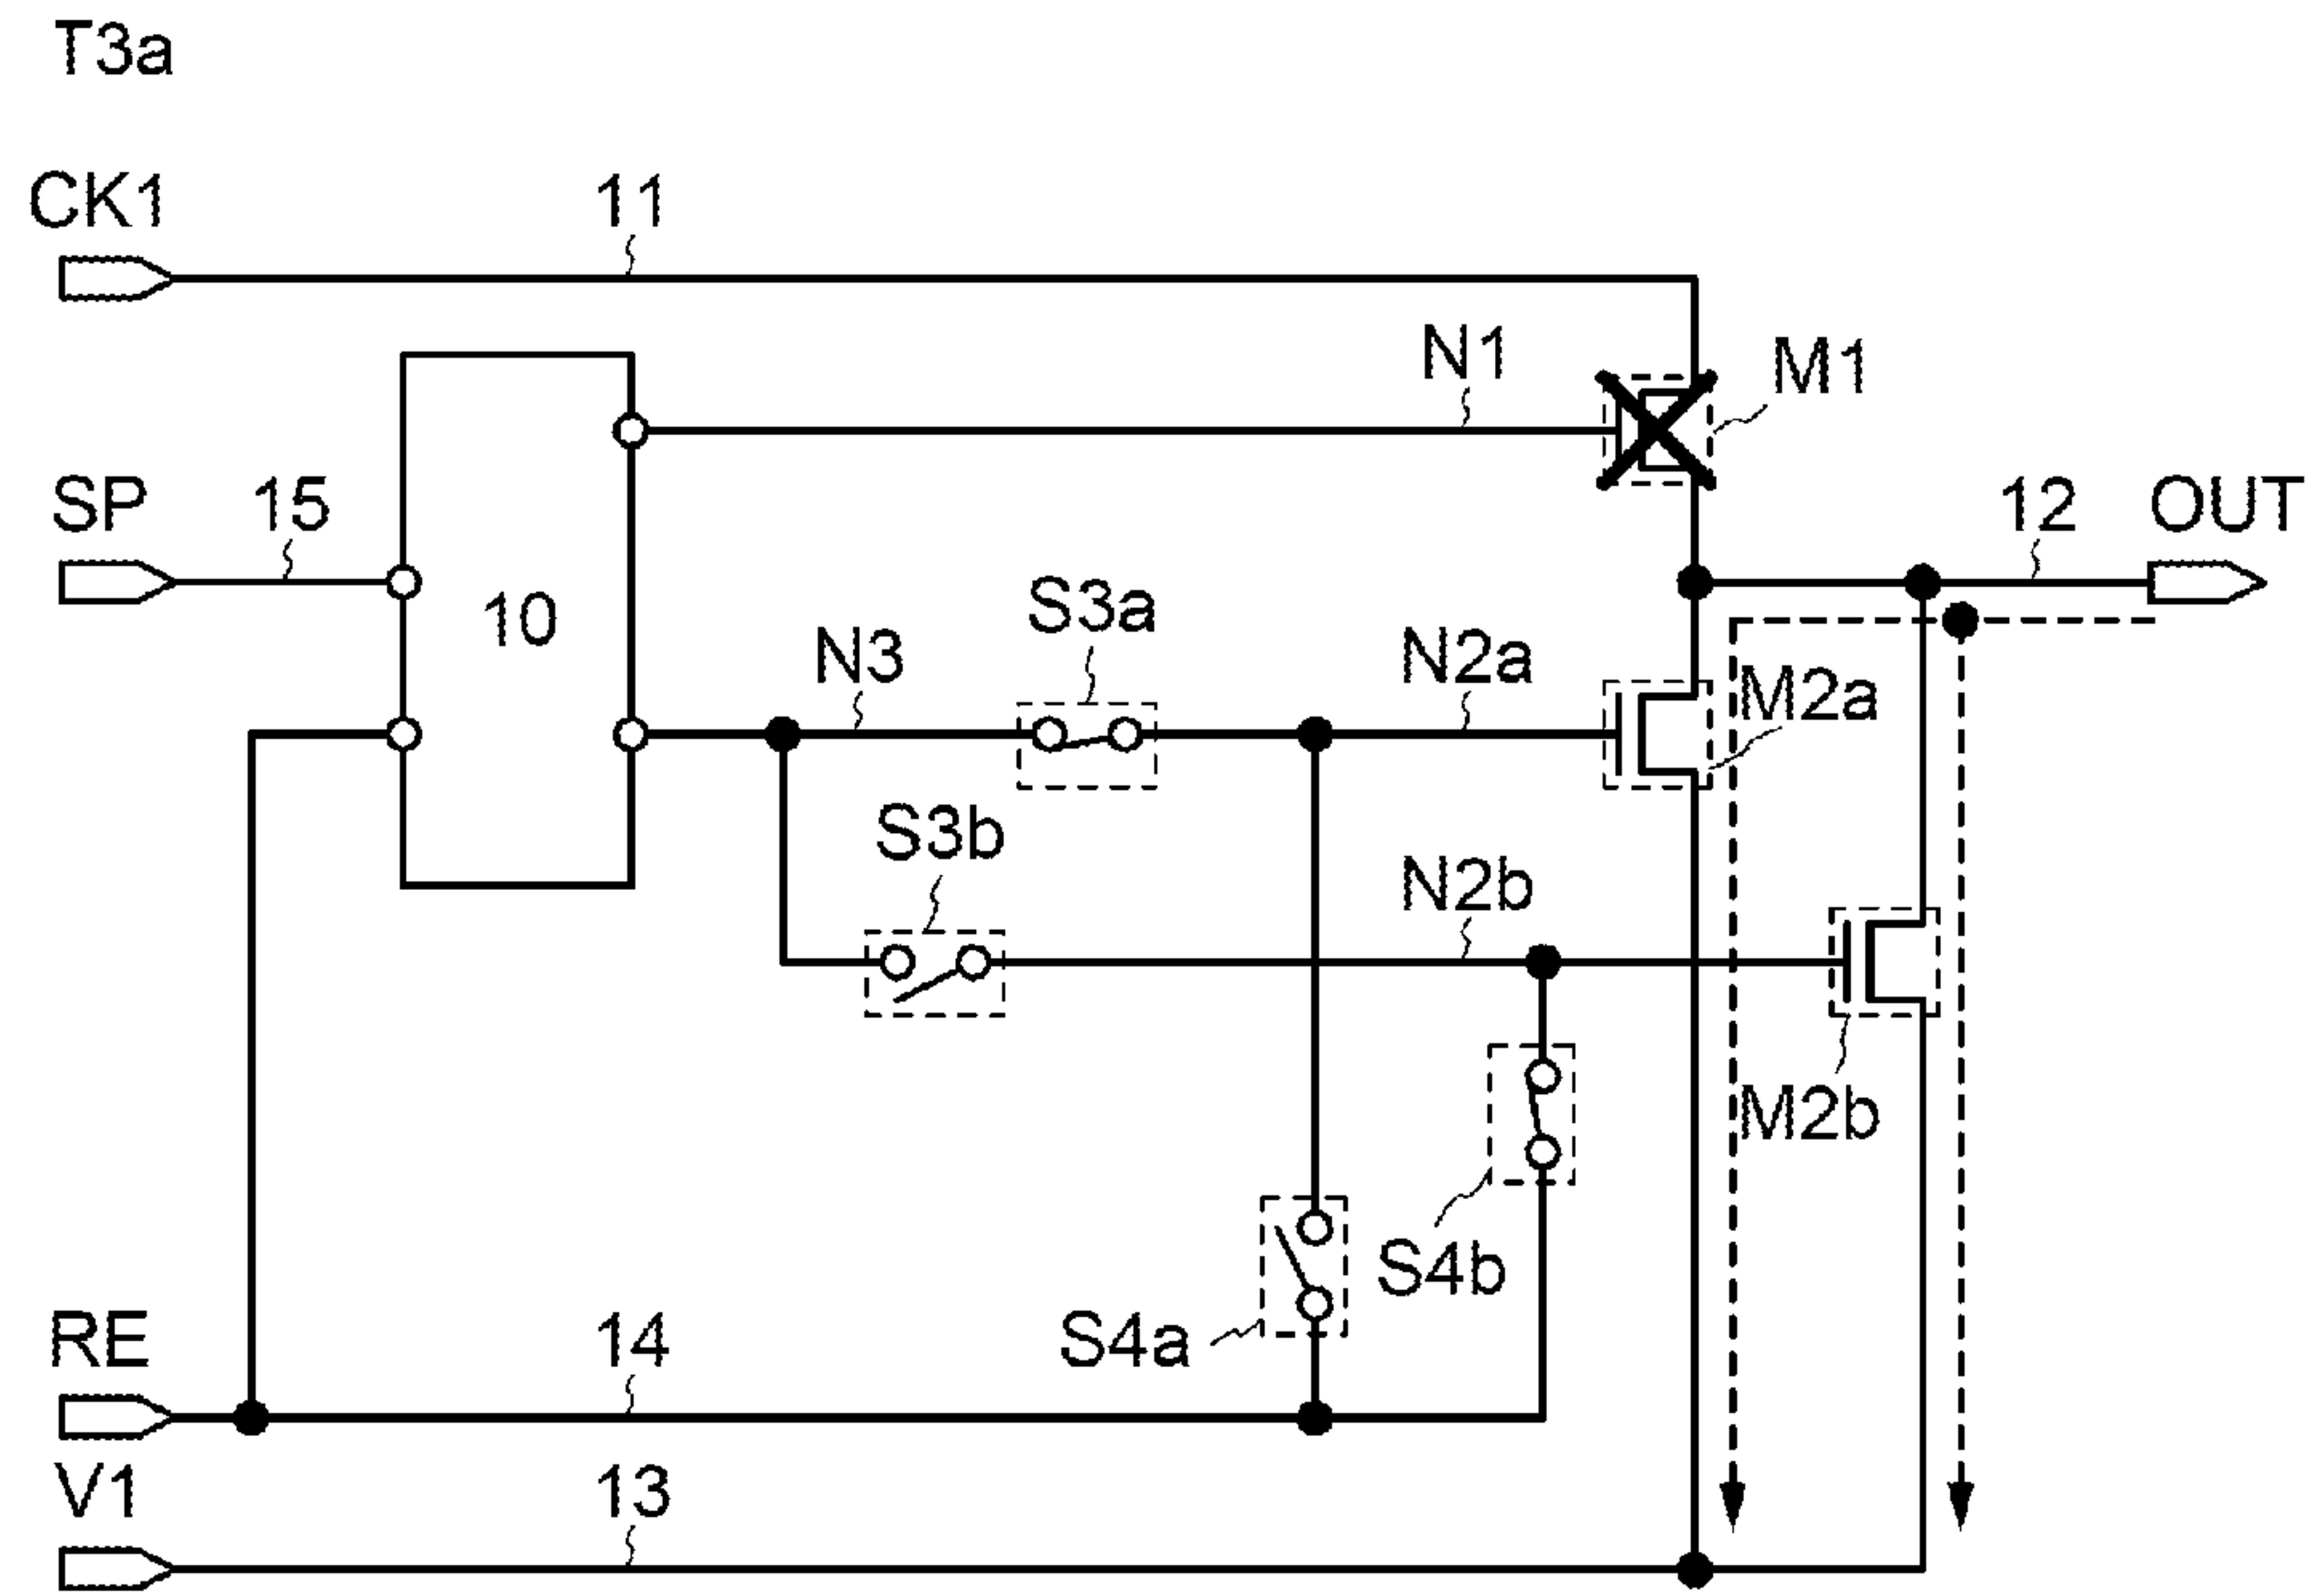 T3a
CK1
11
N1
M1
SP
15
12
OUT
10
S3a
N3
N2a
M2a
S3b
N2b
M2b
S4b
S4a
RE
14
V1
13